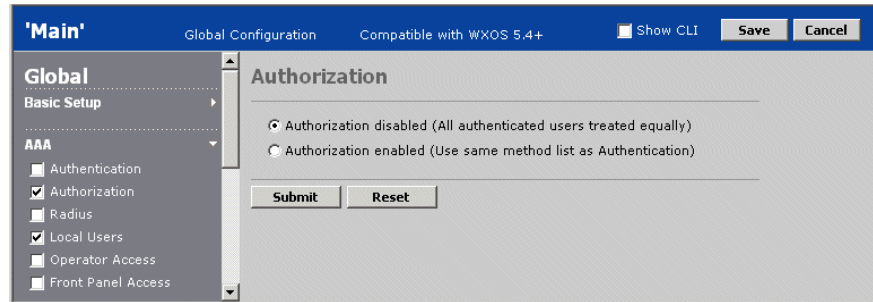 'Main' Global Configuration Compatible with WXOS 5.4+ Show CLI Save Cancel
Global
Basic Setup
AAA
Authentication
Authorization
Radius
Local Users
Operator Access
Front Panel Access
Authorization
Authorization disabled (All authenticated users treated equally)
Authorization enabled (Use same method list as Authentication)
Submit Reset